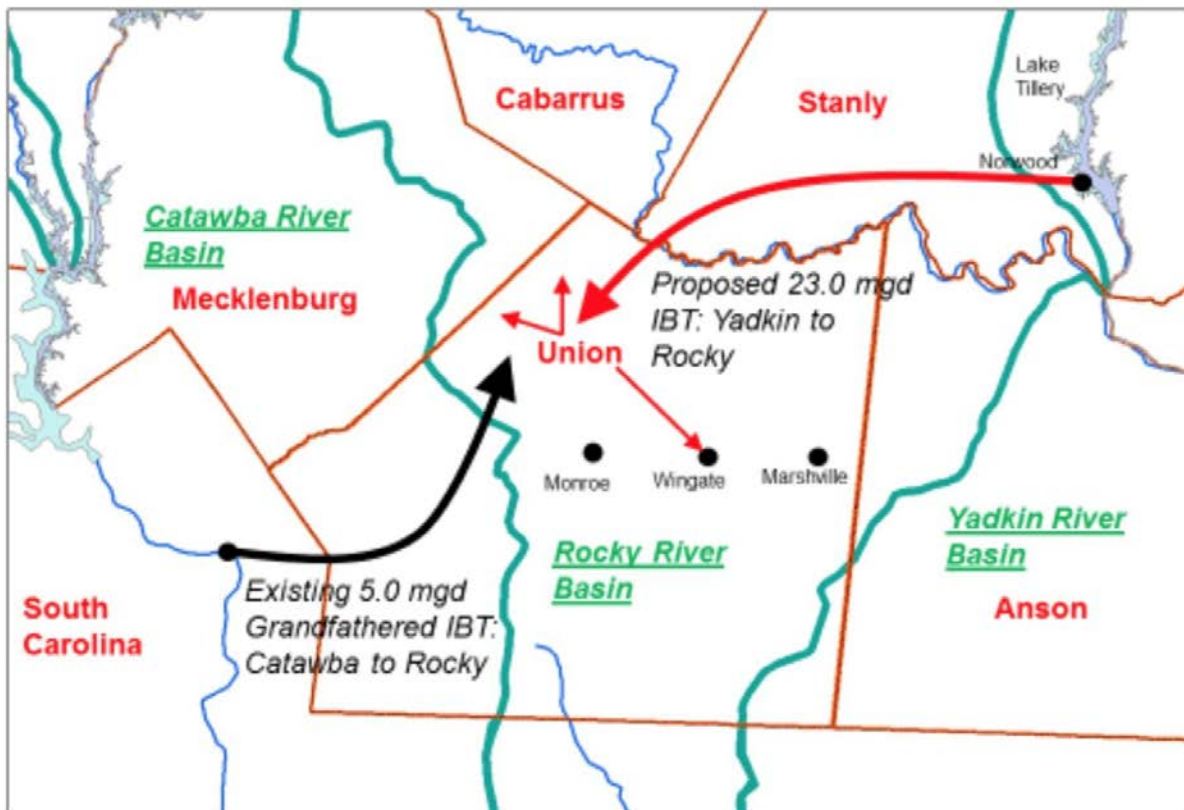 Lake
Tillery
Cabarrus
Stanly
Norwood
Catawba River
Basin
Mecklenburg
Proposed 23.0 mgd
IBT: Yadkin to
Rocky
Union
Monroe
Wingate
Marshville
Yadkin River
Basin
Rocky River
Basin
Anson
Existing 5.0 mgd
Grandfathered IBT:
Catawba to Rocky
South
Carolina